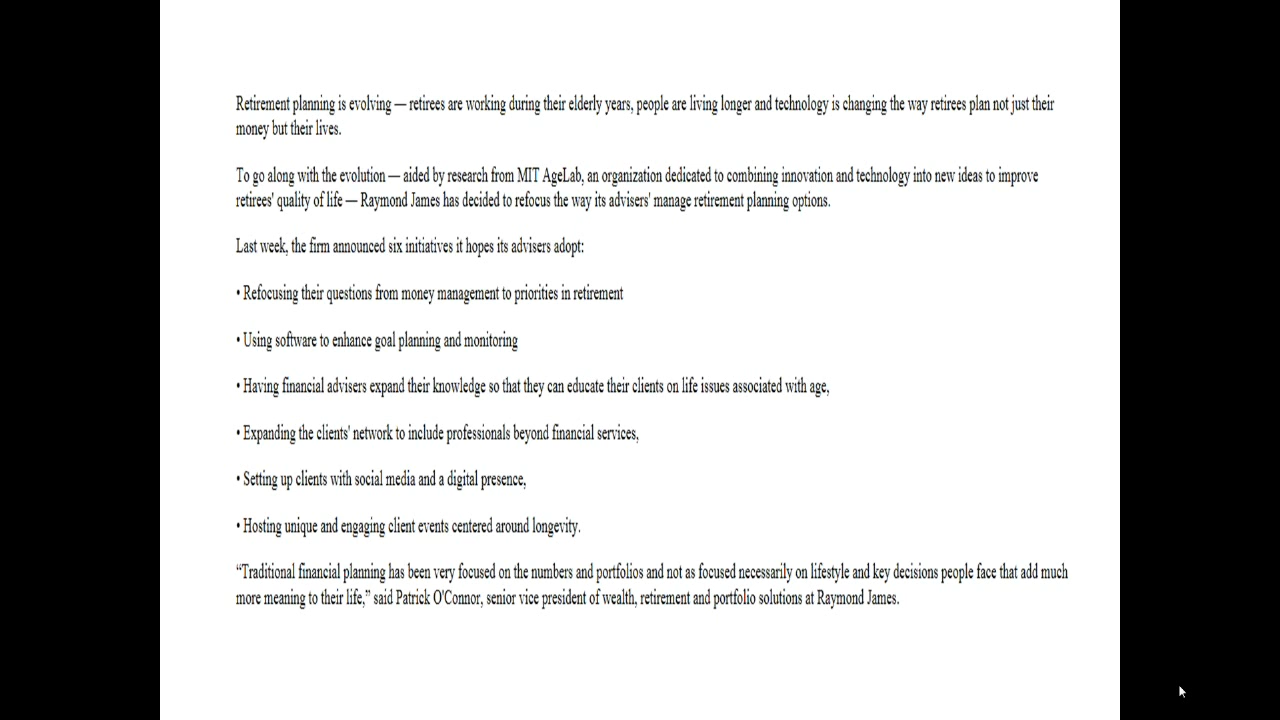 Retirement planning is evolving — retirees are working during their elderly years, people are living longer and technology is changing the way retirees plan not just their
money but their lives.
To go along with the evolution — aided by research from MIT AgeLab, an organization dedicated to combining innovation and technology into new ideas to improve
retirees' quality of life — Raymond James has decided to refocus the way its advisers' manage retirement planning options.
Last week, the firm announced six initiatives it hopes its advisers adopt:
• Refocusing their questions from money management to priorities in retirement
• Using software to enhance goal planning and monitoring
• Having financial advisers expand their knowledge so that they can educate their clients on life issues associated with age,
• Expanding the clients' network to include professionals beyond financial services,
• Setting up clients with social media and a digital presence,
• Hosting unique and engaging client events centered around longevity.
“Traditional financial planning has been very focused on the numbers and portfolios and not as focused necessarily on lifestyle and key decisions people face that add much
more meaning to their life,” said Patrick O'Connor, senior vice president of wealth, retirement and portfolio solutions at Raymond James.